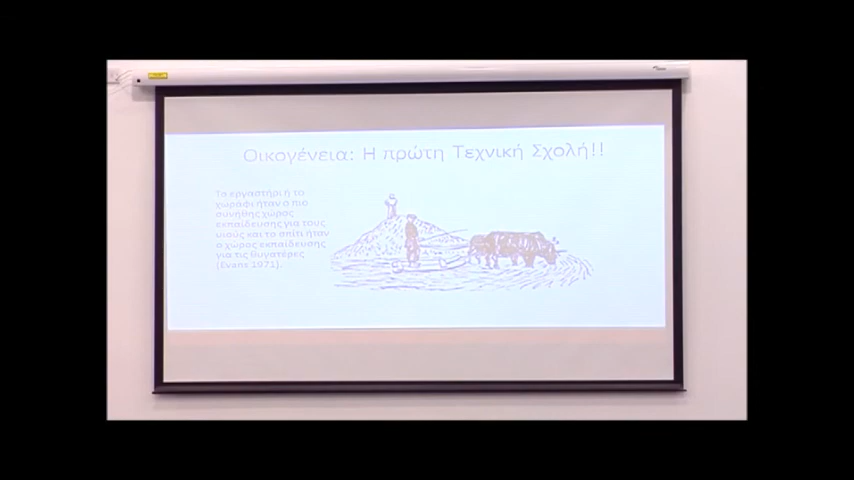 Οικογένεια: Η πρώτη Τεχνική Σχολή!!
Το εργαστήρι ή το
χωράφι ήταν ο πιο
συνήθης χώρος
εκπαίδευσης για τους
υιούς και το σπίτι ήταν
ο χώρος εκπαίδευσης
για τις θυγατέρες
(Evans 1971).